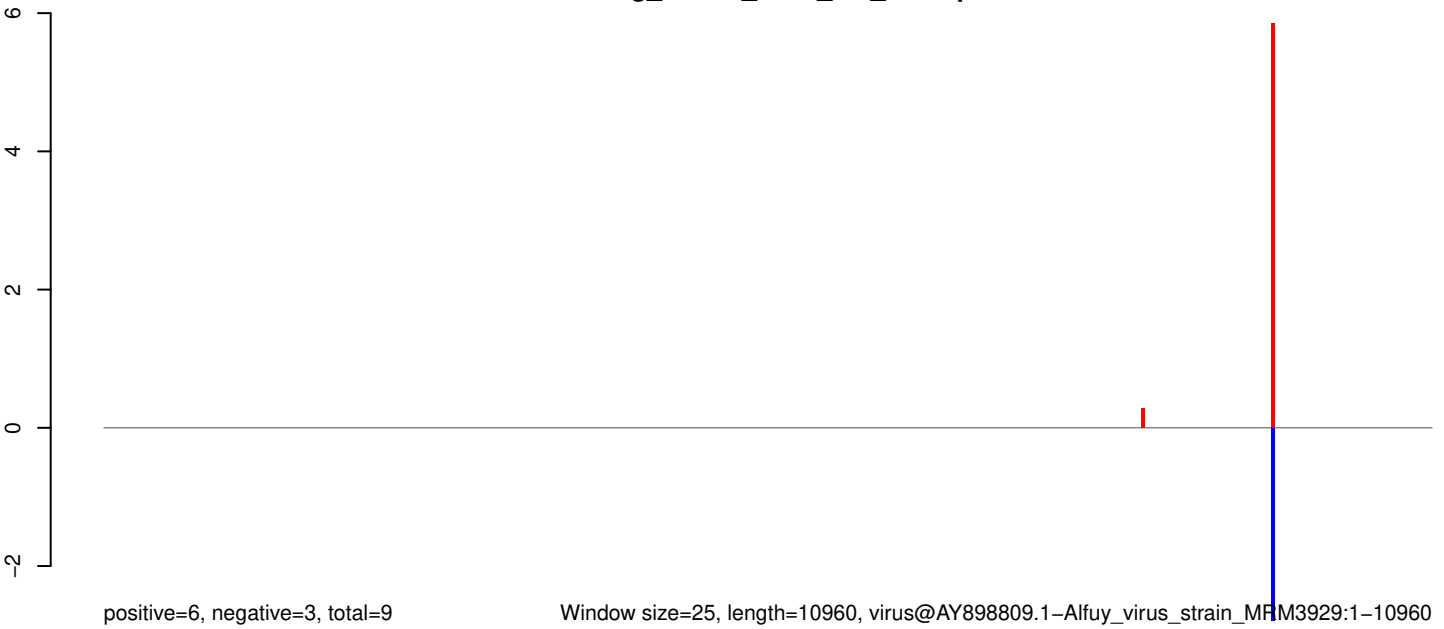 6
4
2
0
−2
positive=6, negative=3, total=9
Window size=25, length=10960, virus@AY898809.1−Alfuy_virus_strain_MRM3929:1−10960